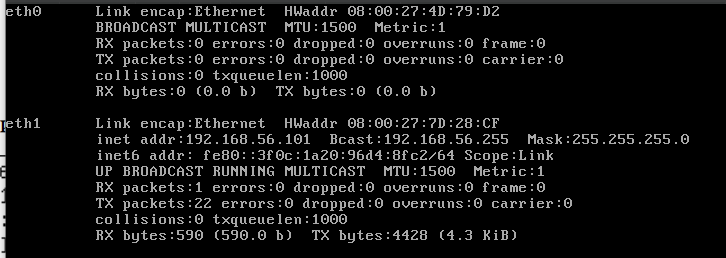 eth0 Link encap:Ethernet HWaddr 08:00:27:4D:79:D2
BROADCAST MULTICAST MTU:1500 Metric:1
RX packets:0 errors:0 dropped:0 overruns:0 frame:0
TX packets:0 errors:0 dropped:0 overruns:0 carrier:0
collisions:0 txqueuelen:1000
RX bytes:0 (0.0 b) TX bytes:0 (0.0 b)
eth1 Link encap:Ethernet HWaddr 08:00:27:7D:28:CF
inet addr:192.168.56.101 Bcast:192.168.56.255 Mask:255.255.255.0
inet6 addr: fe80::3f0c:1a20:96d4:8fc2/64 Scope:Link
UP BROADCAST RUNNING MULTICAST MTU:1500 Metric:1
RX packets:1 errors:0 dropped:0 overruns:0 frame:0
TX packets:22 errors:0 dropped:0 overruns:0 carrier:0
collisions:0 txqueuelen:1000
RX bytes:590 (590.0 b) TX bytes:4428 (4.3 KiB)